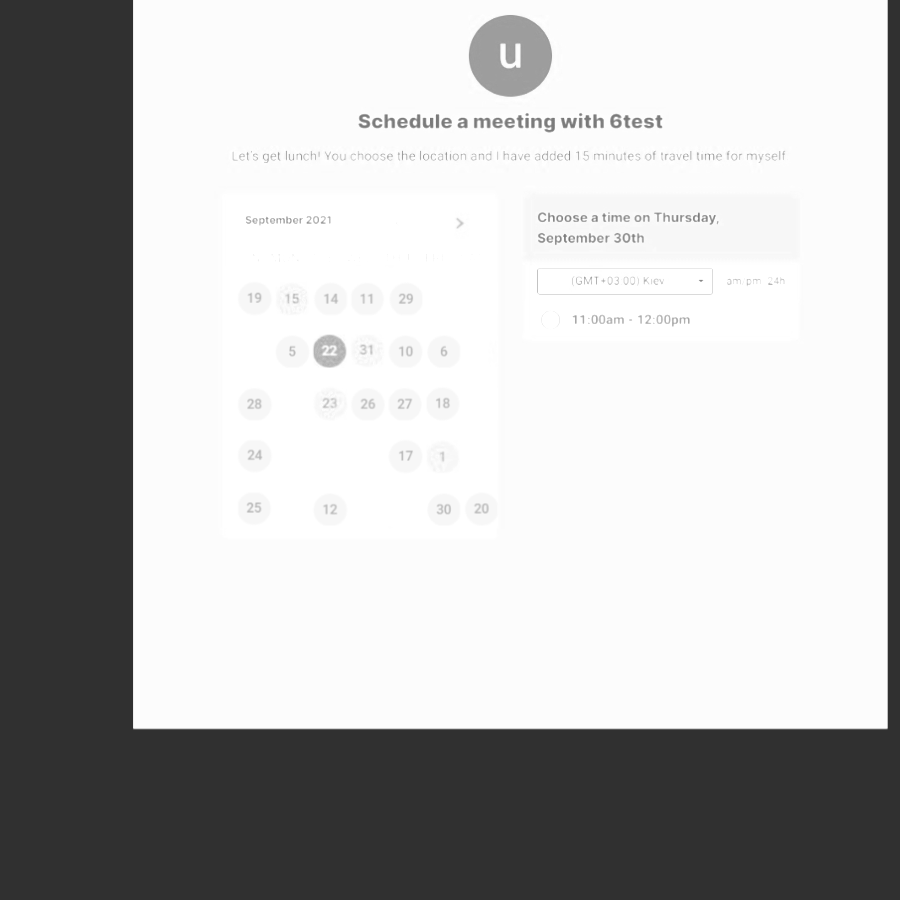 u
Schedule a meeting with 6test
Let's get lunch! You choose the location and I have added 15 minutes of travel time for myself
September 2021
19 15 14 11 29
5 22 31 10 6
28 23 26 27 18
24 17 1
25 12 30 20
Choose a time on Thursday,
September 30th
(GMT+03:00) Kiev am/pm 24h
11:00am - 12:00pm